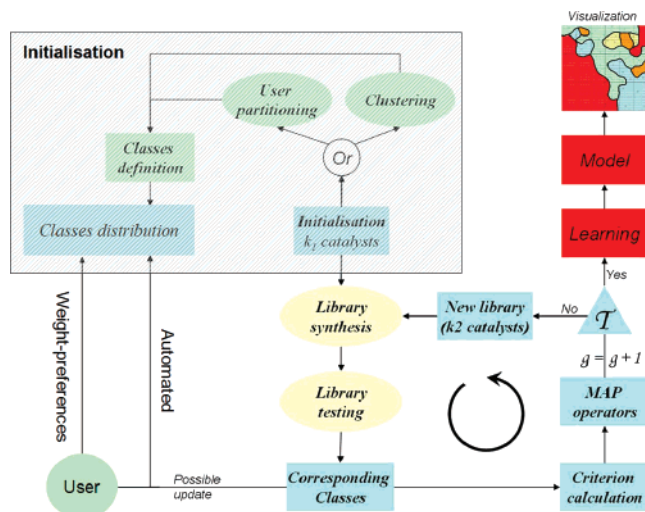 Visualization
Initialisation
User
partitioning
Clustering
Classes
definition
Or
Model
Classes distribution
Initialisation
k1 catalysts
Learning
Yes
Weight-preferences
Automated
Library
synthesis
New library
(k2 catalysts)
No
T
g = g + 1
Library
testing
MAP
operators
User
Possible
update
Corresponding
Classes
Criterion
calculation